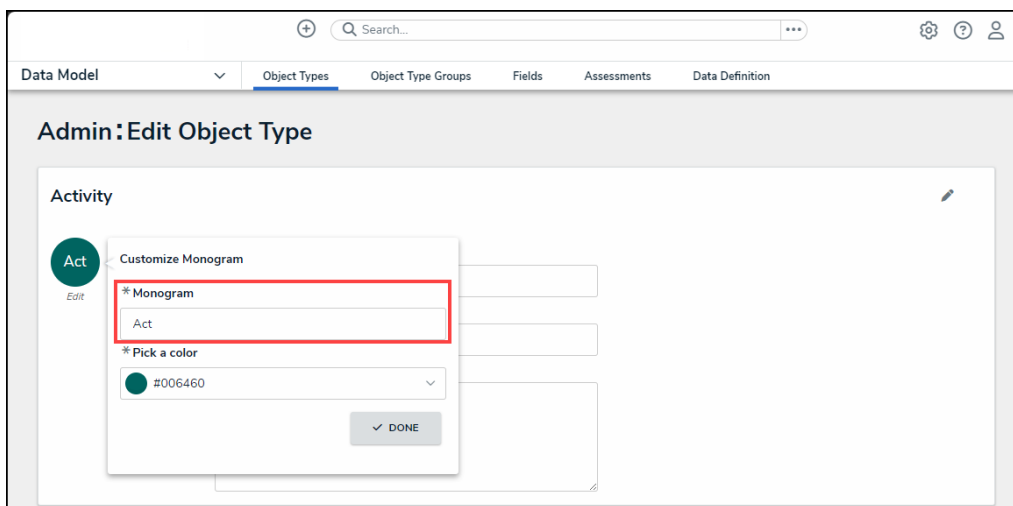 Search...
Data Model
Object Types
Object Type Groups
Fields
Assessments
Data Definition
Admin:Edit Object Type
Activity
Act
Edit
Customize Monogram
*Monogram
Act
*Pick a color
#006460
✓ DONE